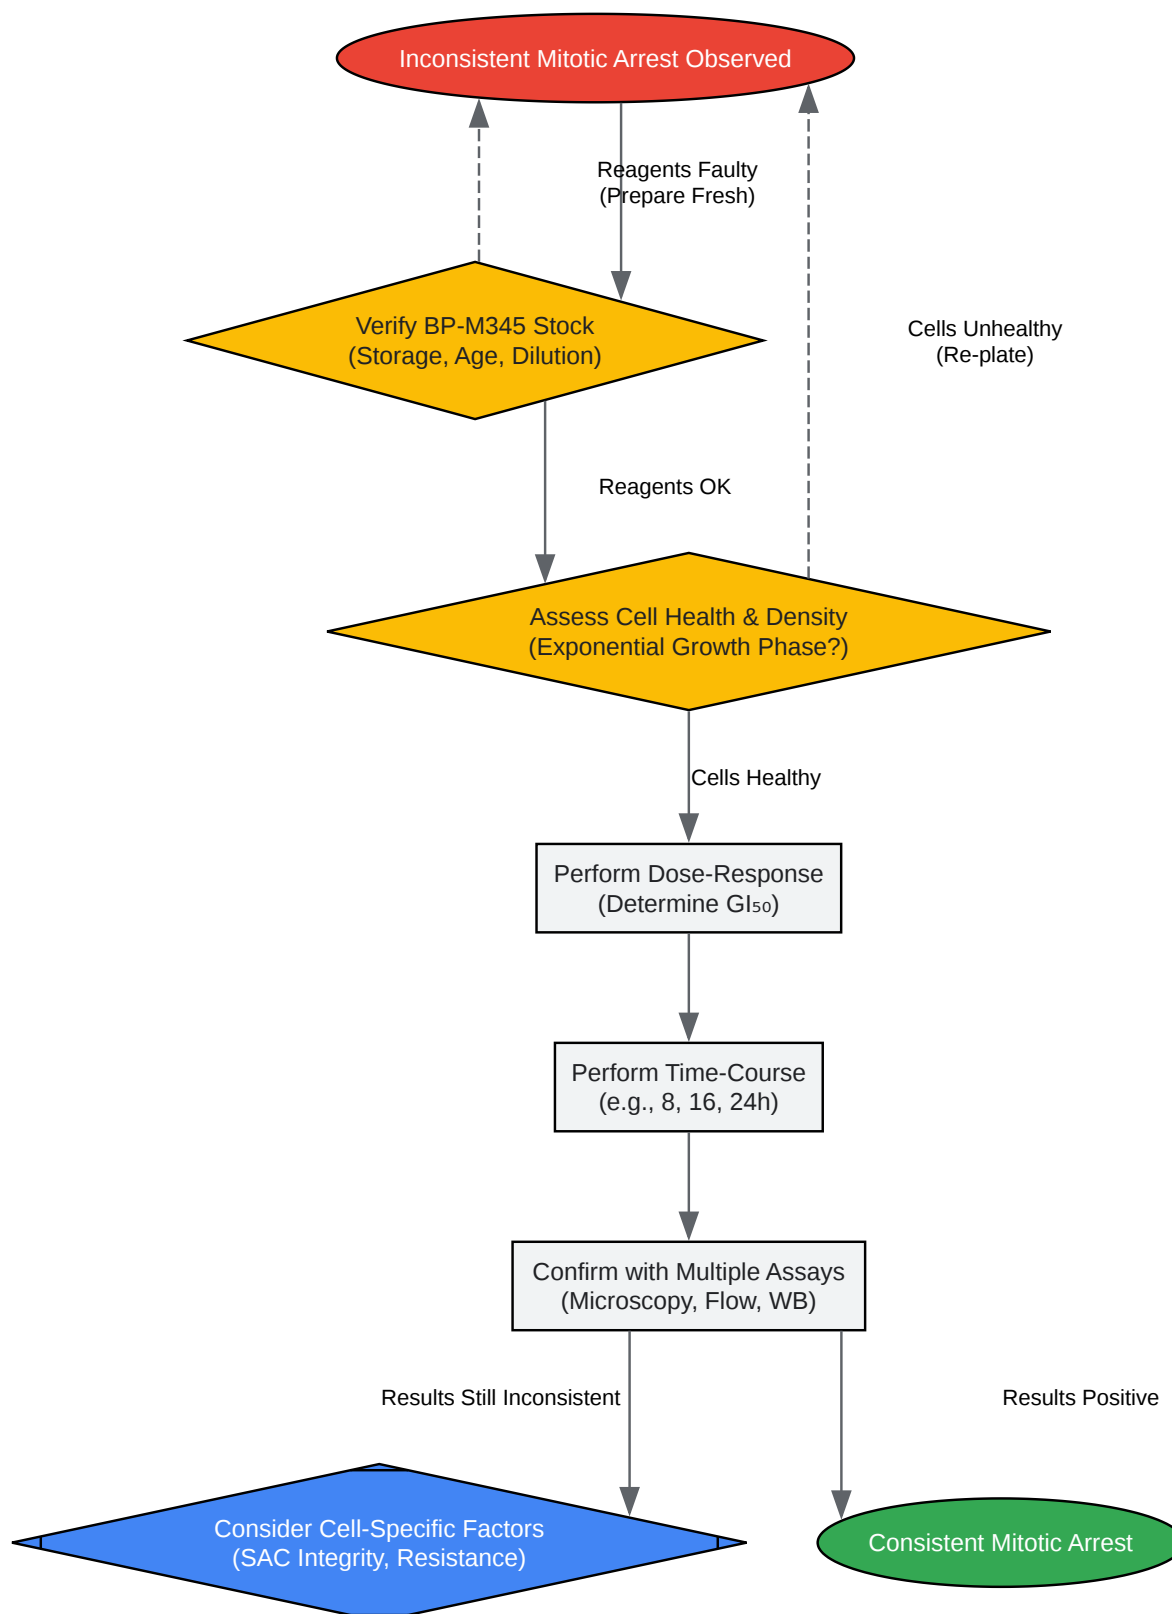 Inconsistent Mitotic Arrest Observed
Reagents Faulty
(Prepare Fresh)
Verify BP-M345 Stock
(Storage, Age, Dilution)
Cells Unhealthy
(Re-plate)
Reagents OK
Assess Cell Health & Density
(Exponential Growth Phase?)
Cells Healthy
Perform Dose-Response
(Determine GI₅₀)
Perform Time-Course
(e.g., 8, 16, 24h)
Confirm with Multiple Assays
(Microscopy, Flow, WB)
Results Still Inconsistent
Results Positive
Consider Cell-Specific Factors
(SAC Integrity, Resistance)
Consistent Mitotic Arrest